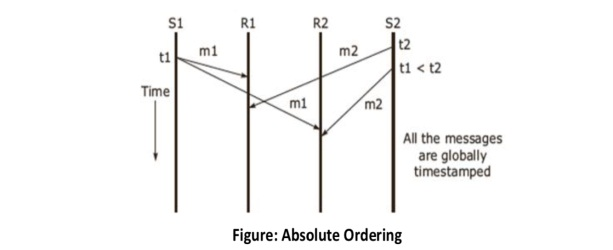 S1 R1 R2 S2
m1 m2 t2
t1 t1 < t2
Time
m1 m2
All the messages
are globally
timestamped
Figure: Absolute Ordering